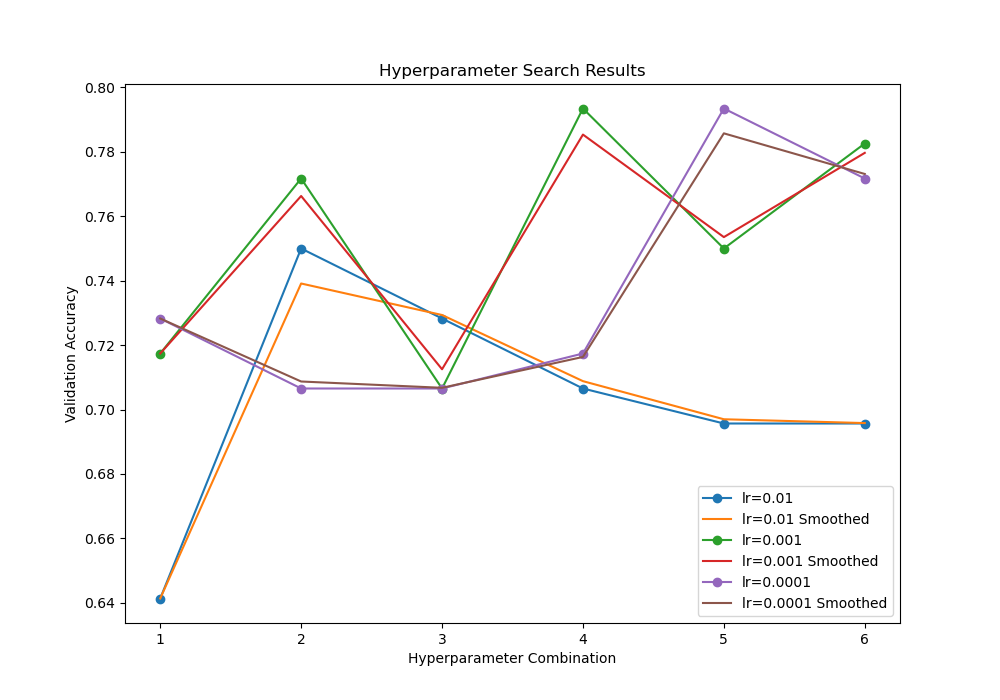 Hyperparameter Search Results
Validation Accuracy
0.80
0.78
0.76
0.74
0.72
0.70
0.68
0.66
0.64
lr=0.01
lr=0.01 Smoothed
lr=0.001
lr=0.001 Smoothed
lr=0.0001
lr=0.0001 Smoothed
1 2 3 4 5 6
Hyperparameter Combination